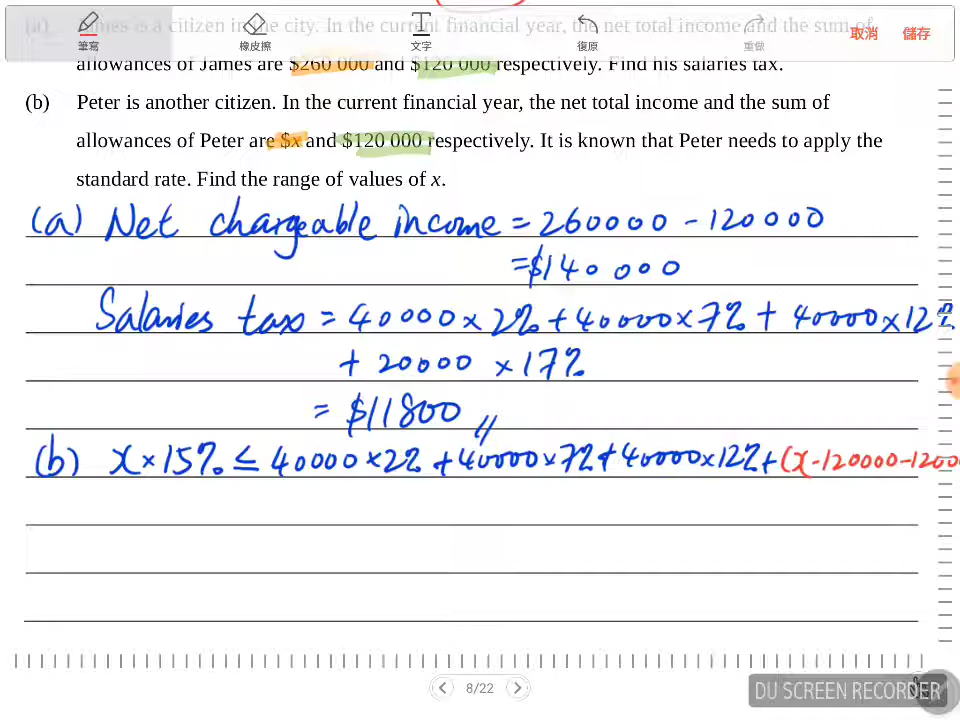 (a) James is a citizen in the city. In the current financial year, the net total income and the sum of
筆寫 橡皮擦 文字 復原 重做 取消 儲存
allowances of James are $260 000 and $120 000 respectively. Find his salaries tax.
(b) Peter is another citizen. In the current financial year, the net total income and the sum of
allowances of Peter are $x and $120 000 respectively. It is known that Peter needs to apply the
standard rate. Find the range of values of x.
(a) Net chargeable income = 260000 - 120000
= $140000
Salaries tax = 40000 × 2% + 40000 × 7% + 40000 × 12%
+ 20000 × 17%
= $11800 //
(b) x × 15% ≤ 40000 × 2% + 40000 × 7% + 40000 × 12% + (x - 120000 - 12000
8/22
DU SCREEN RECORDER